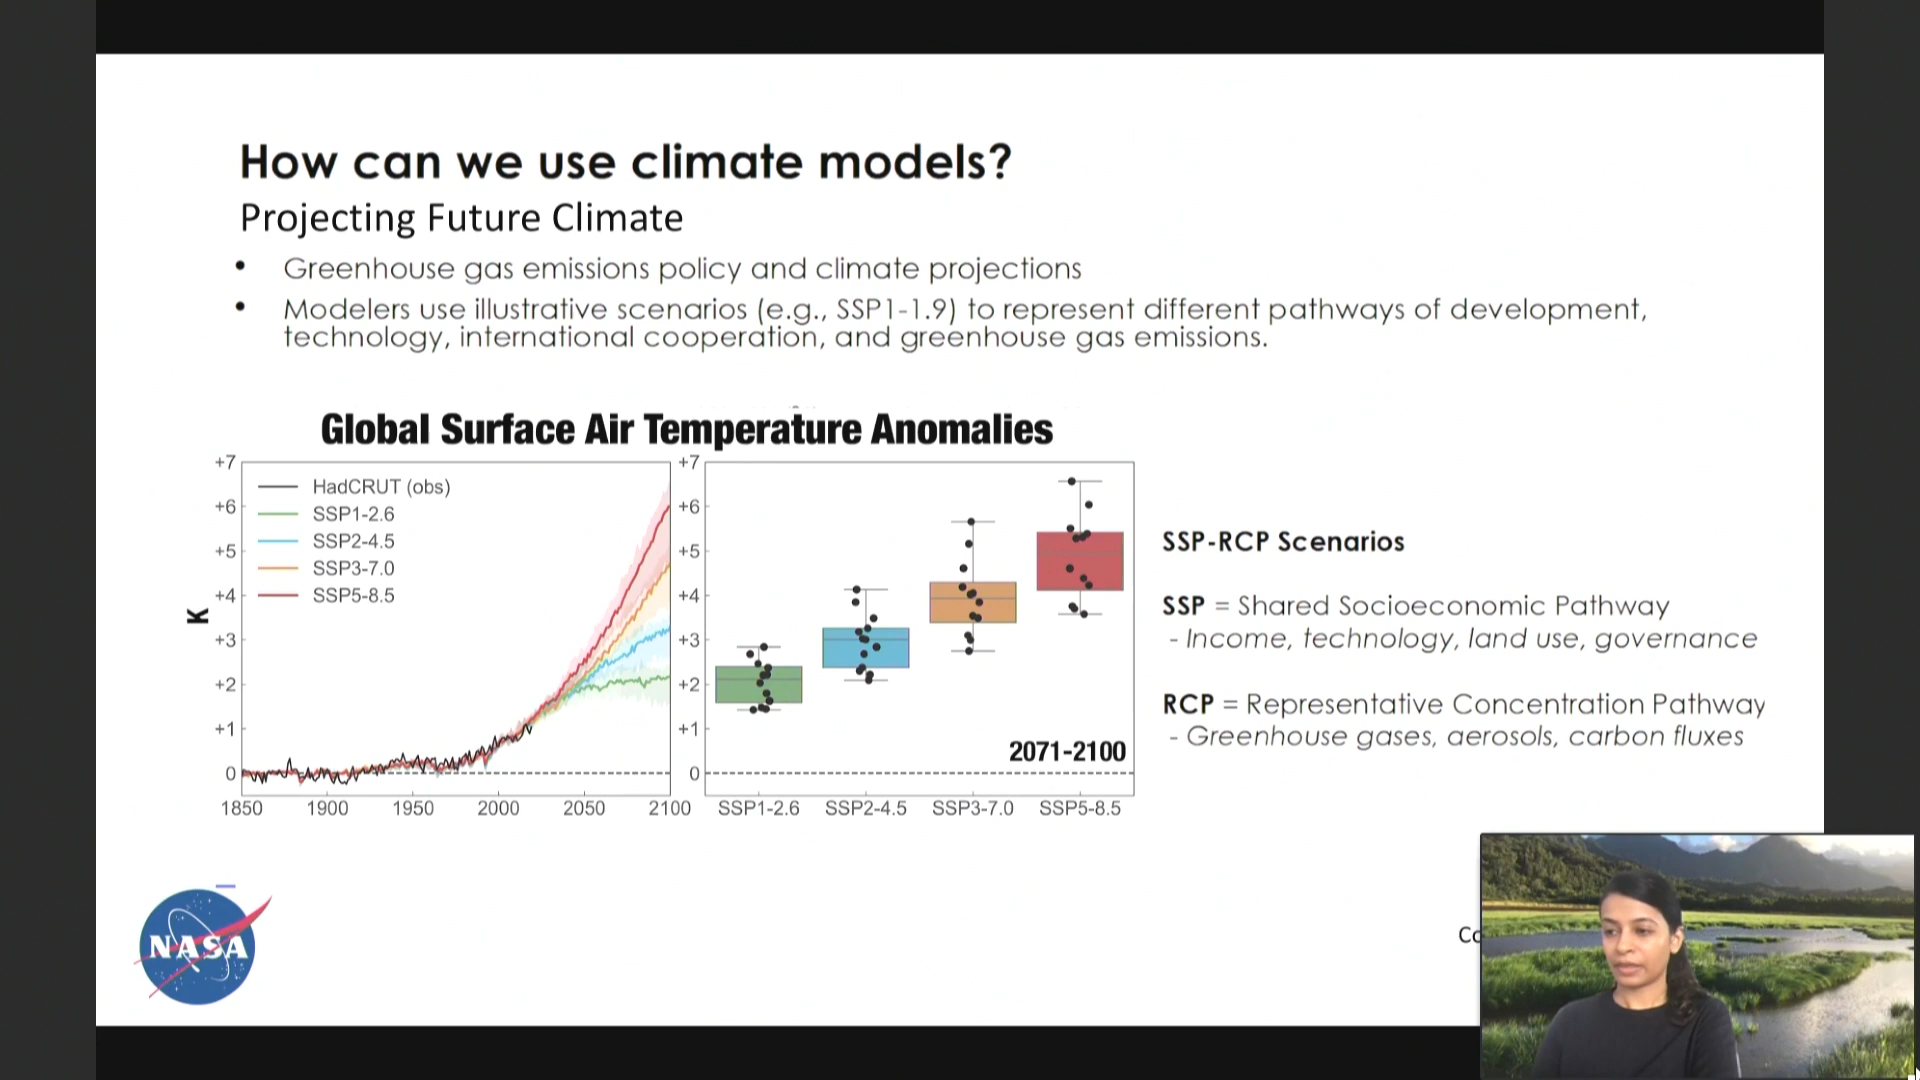 How can we use climate models?
Projecting Future Climate
• Greenhouse gas emissions policy and climate projections
• Modelers use illustrative scenarios (e.g., SSP1-1.9) to represent different pathways of development,
technology, international cooperation, and greenhouse gas emissions.
Global Surface Air Temperature Anomalies
K
+7
+6
+5
+4
+3
+2
+1
0
HadCRUT (obs)
SSP1-2.6
SSP2-4.5
SSP3-7.0
SSP5-8.5
1850 1900 1950 2000 2050 2100
+7
+6
+5
+4
+3
+2
+1
0
2071-2100
SSP1-2.6 SSP2-4.5 SSP3-7.0 SSP5-8.5
SSP-RCP Scenarios
SSP = Shared Socioeconomic Pathway
- Income, technology, land use, governance
RCP = Representative Concentration Pathway
- Greenhouse gases, aerosols, carbon fluxes
NASA